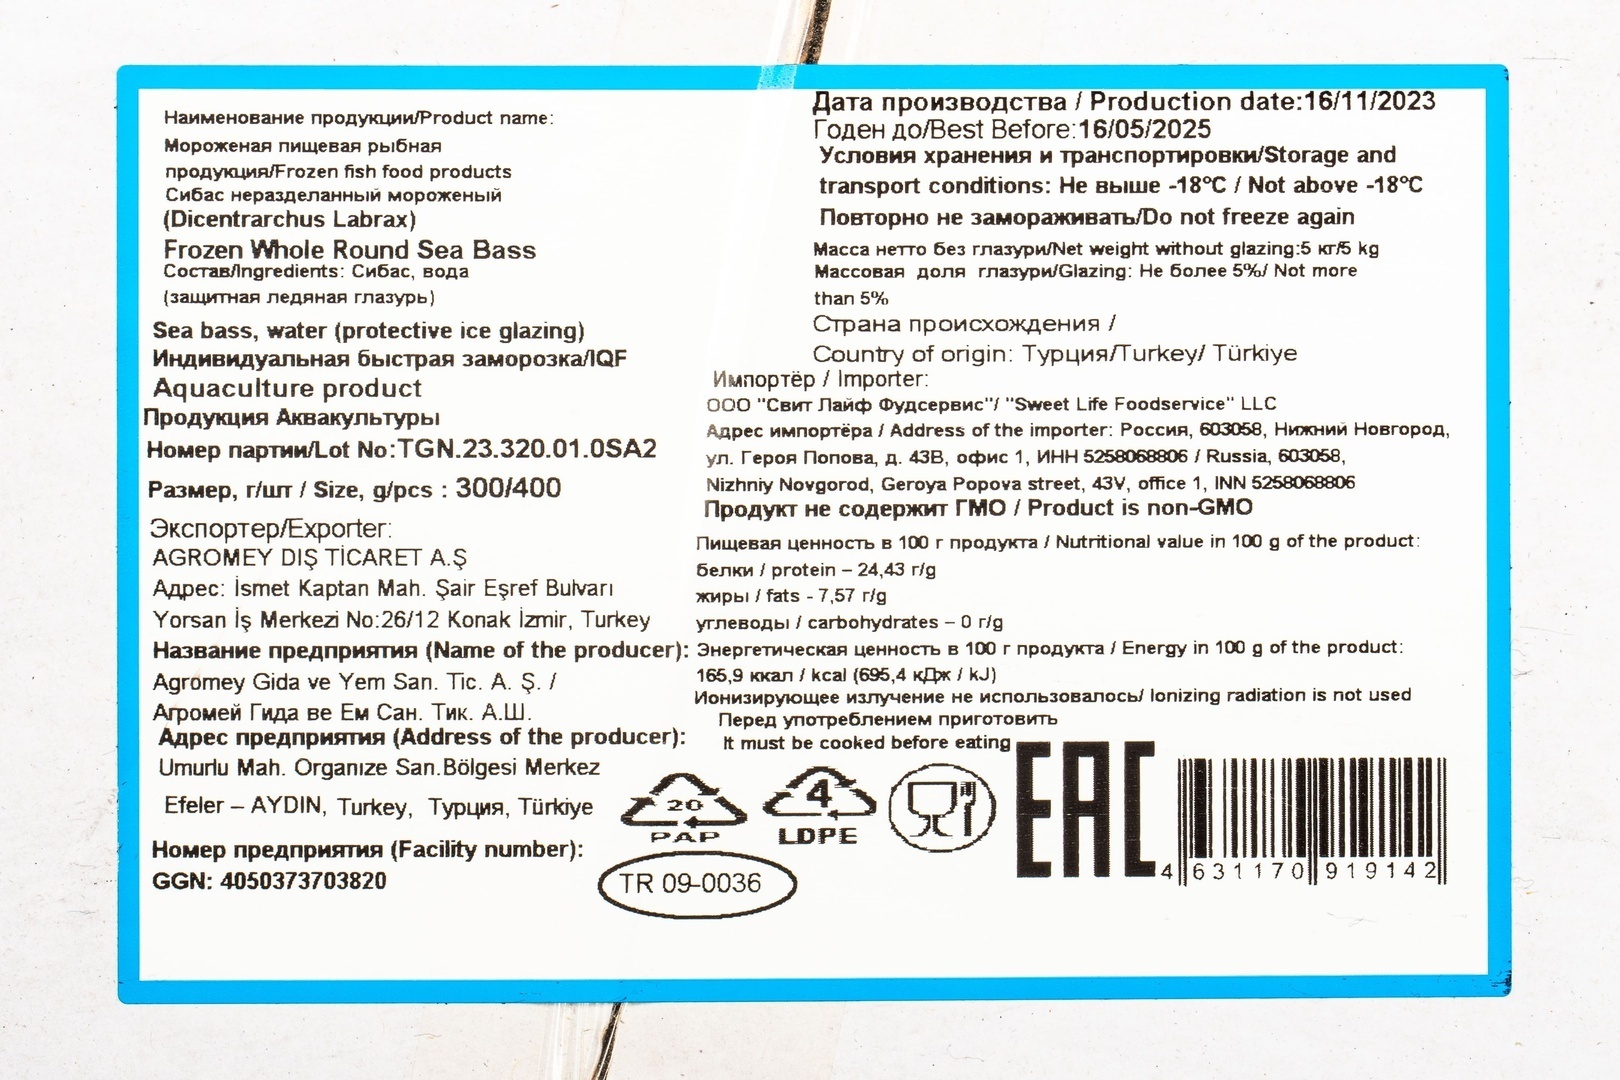 Наименование продукции/Product name:
Мороженая пищевая рыбная
продукция/Frozen fish food products
Сибас неразделанный мороженый
(Dicentrarchus Labrax)
Frozen Whole Round Sea Bass
Состав/Ingredients: Сибас, вода
(защитная ледяная глазурь)
Sea bass, water (protective ice glazing)
Индивидуальная быстрая заморозка/IQF
Aquaculture product
Продукция Аквакультуры
Номер партии/Lot No:TGN.23.320.01.0SA2
Размер, г/шт / Size, g/pcs : 300/400
Экспортер/Exporter:
AGROMEY DIŞ TİCARET A.Ş
Адрес: İsmet Kaptan Mah. Şair Eşref Bulvarı
Yorsan İş Merkezi No:26/12 Konak İzmir, Turkey
Название предприятия (Name of the producer):
Agromey Gida ve Yem San. Tic. A. Ş. /
Агромей Гида ве Ем Сан. Тик. А.Ш.
Адрес предприятия (Address of the producer):
Umurlu Mah. Organıze San.Bölgesi Merkez
Efeler – AYDIN, Turkey, Турция, Türkiye
Номер предприятия (Facility number):
GGN: 4050373703820
Дата производства / Production date:16/11/2023
Годен до/Best Before:16/05/2025
Условия хранения и транспортировки/Storage and
transport conditions: Не выше -18°C / Not above -18°C
Повторно не замораживать/Do not freeze again
Масса нетто без глазури/Net weight without glazing:5 кг/5 kg
Массовая доля глазури/Glazing: Не более 5%/ Not more
than 5%
Страна происхождения /
Country of origin: Турция/Turkey/ Türkiye
Импортёр / Importer:
ООО "Свит Лайф Фудсервис"/ "Sweet Life Foodservice" LLC
Адрес импортёра / Address of the importer: Россия, 603058, Нижний Новгород,
ул. Героя Попова, д. 43В, офис 1, ИНН 5258068806 / Russia, 603058,
Nizhniy Novgorod, Geroya Popova street, 43V, office 1, INN 5258068806
Продукт не содержит ГМО / Product is non-GMO
Пищевая ценность в 100 г продукта / Nutritional value in 100 g of the product:
белки / protein – 24,43 г/g
жиры / fats - 7,57 г/g
углеводы / carbohydrates – 0 г/g
Энергетическая ценность в 100 г продукта / Energy in 100 g of the product:
165,9 ккал / kcal (695,4 кДж / kJ)
Ионизирующее излучение не использовалось/ Ionizing radiation is not used
Перед употреблением приготовить
It must be cooked before eating
20
PAP
4
LDPE
EAC
4 631170 919142
TR 09-0036